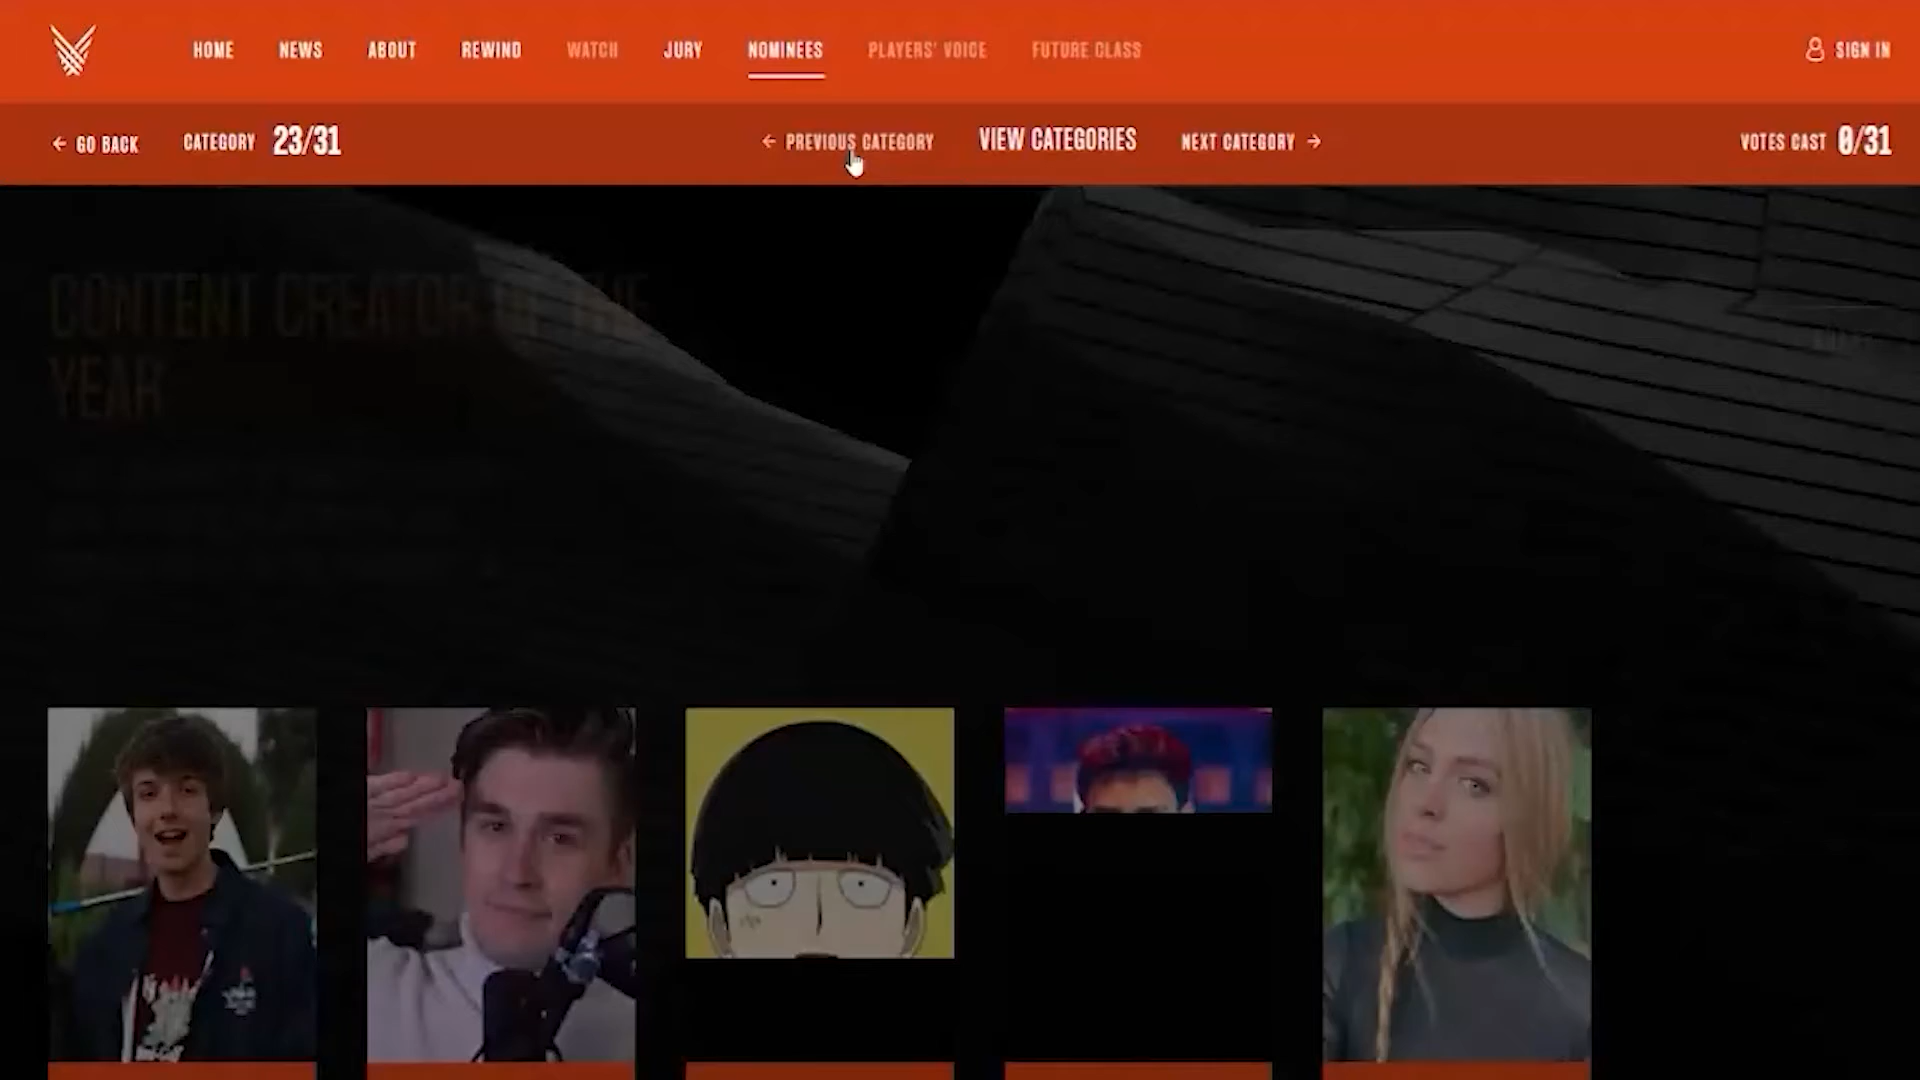 HOME NEWS ABOUT REWIND WATCH JURY NOMINEES PLAYERS' VOICE FUTURE CLASS SIGN IN
← GO BACK CATEGORY 23/31 ← PREVIOUS CATEGORY VIEW CATEGORIES NEXT CATEGORY → VOTES CAST 0/31
CONTENT CREATOR OF THE
YEAR